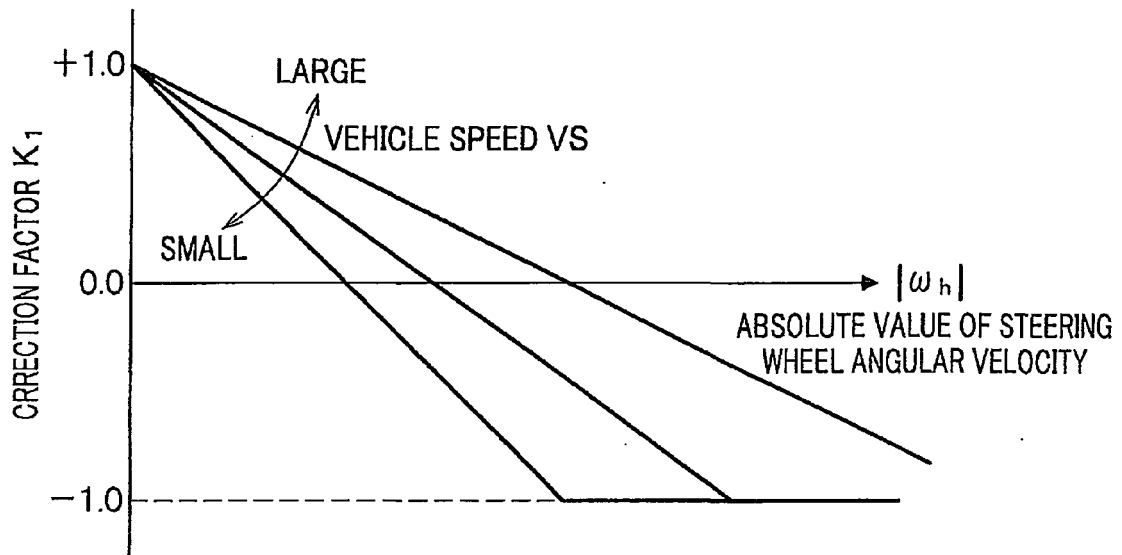 +1.0
LARGE
VEHICLE SPEED VS
SMALL
CRRECTION FACTOR K₁
0.0
|ωₕ|
ABSOLUTE VALUE OF STEERING
WHEEL ANGULAR VELOCITY
−1.0